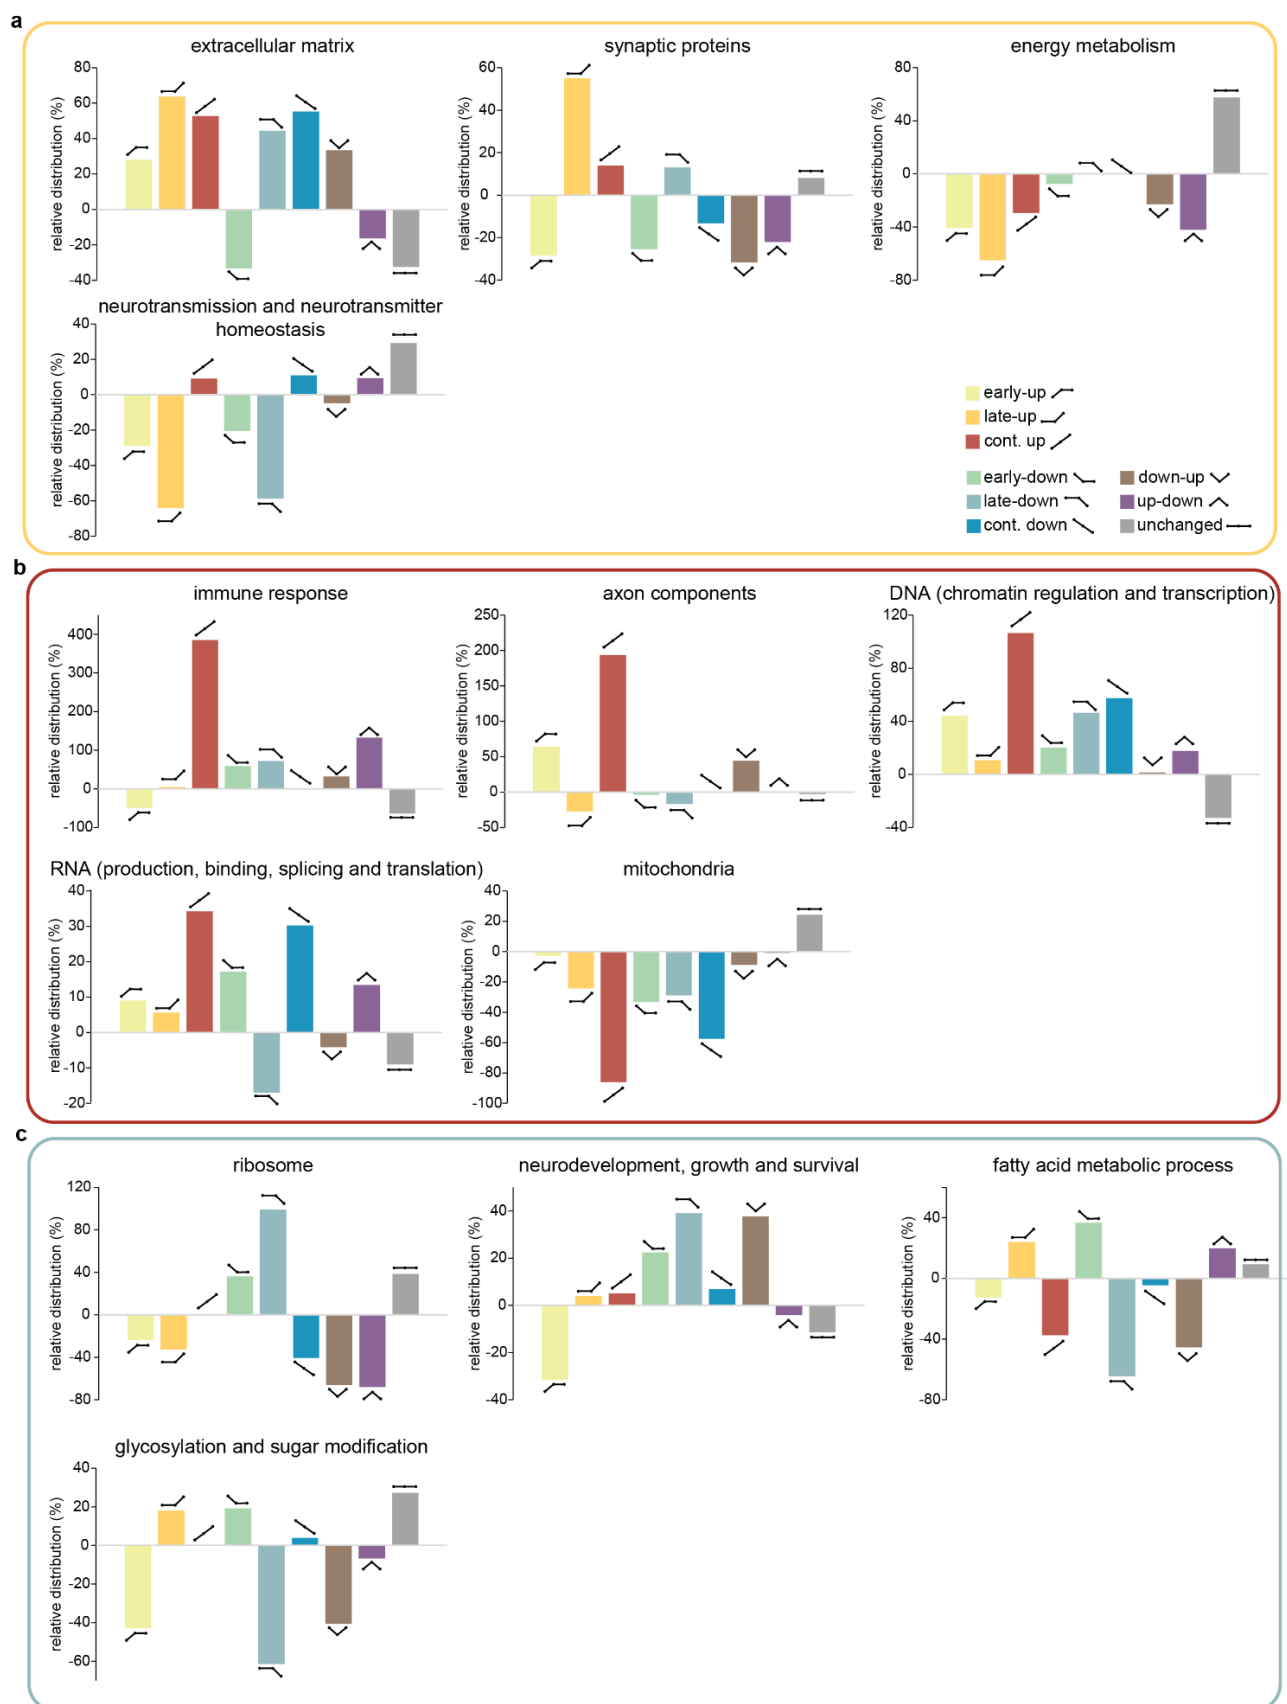 a
extracellular matrix
relative distribution (%)
80
60
40
20
0
-20
-40
synaptic proteins
relative distribution (%)
60
40
20
0
-20
-40
energy metabolism
relative distribution (%)
80
40
0
-40
-80
neurotransmission and neurotransmitter
homeostasis
relative distribution (%)
40
20
0
-20
-40
-60
-80
early-up
late-up
cont. up
early-down
late-down
cont. down
down-up
up-down
unchanged
b
immune response
relative distribution (%)
400
300
200
100
0
-100
axon components
relative distribution (%)
250
200
150
100
50
0
-50
DNA (chromatin regulation and transcription)
relative distribution (%)
120
80
40
0
-40
RNA (production, binding, splicing and translation)
relative distribution (%)
40
30
20
10
0
-10
-20
mitochondria
relative distribution (%)
40
20
0
-20
-40
-60
-80
-100
c
ribosome
relative distribution (%)
120
80
40
0
-40
-80
neurodevelopment, growth and survival
relative distribution (%)
40
20
0
-20
-40
fatty acid metabolic process
relative distribution (%)
40
0
-40
-80
glycosylation and sugar modification
relative distribution (%)
40
20
0
-20
-40
-60